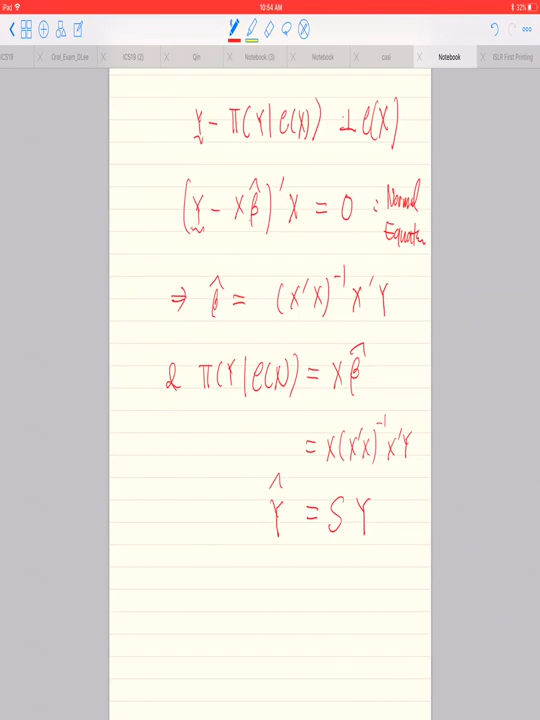 iPad 10:54 AM 32%
ICS19 Oral_Exam_DLee ICS19 (2) Qin Notebook (3) Notebook casi Notebook ISLR First Printing
Y − Π(Y|C(X)) ⊥ C(X)
(Y − Xβ̂)'X = 0 : Normal
Equation
⇒ β̂ = (X'X)⁻¹X'Y
& Π(Y|C(X)) = Xβ̂
= X(X'X)⁻¹X'Y
Ŷ = SY